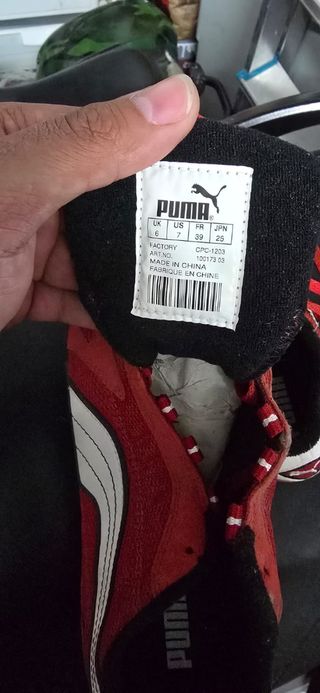 PUMA®
UK US FR JPN
6 7 39 25
FACTORY CPC-1203
ART.NO. 100173 03
MADE IN CHINA
FABRIQUE EN CHINE
PUMA